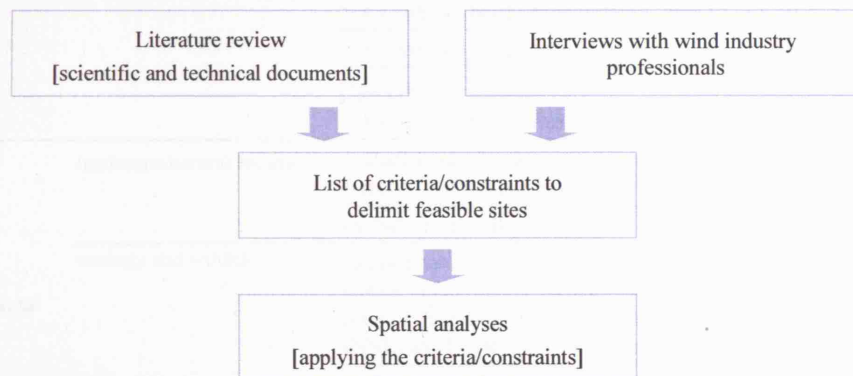 Literature review
[scientific and technical documents]
Interviews with wind industry
professionals
List of criteria/constraints to
delimit feasible sites
Spatial analyses
[applying the criteria/constraints]